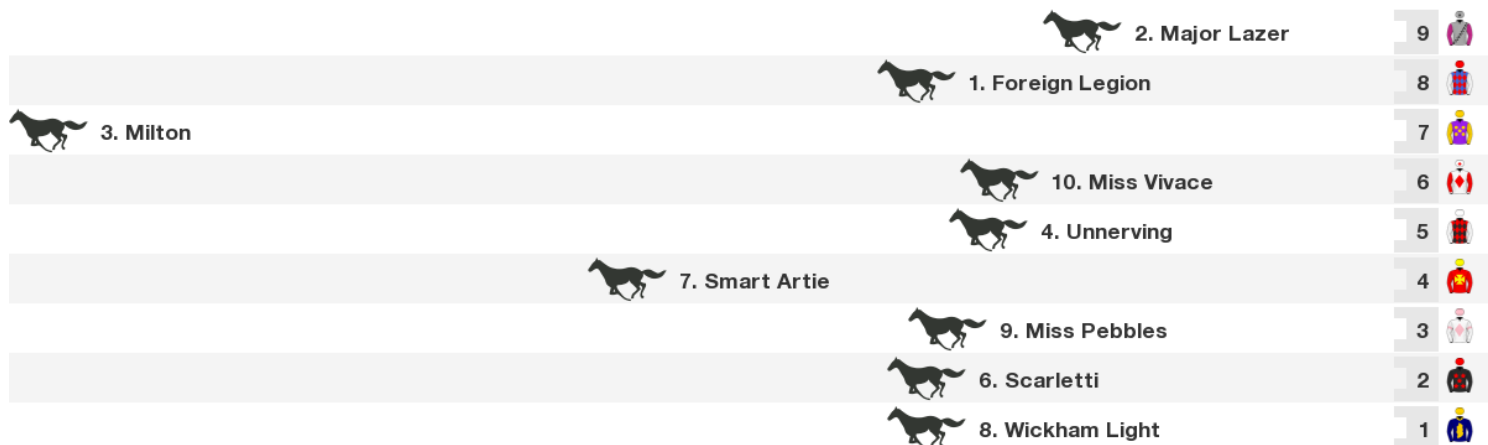 2. Major Lazer 9
1. Foreign Legion 8
3. Milton 7
10. Miss Vivace 6
4. Unnerving 5
7. Smart Artie 4
9. Miss Pebbles 3
6. Scarletti 2
8. Wickham Light 1